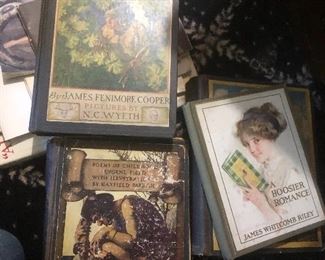 By JAMES FENIMORE COOPER
PICTURES BY
N.C. WYETH
POEMS OF CHILDHOOD
EUGENE FIELD
WITH ILLUSTRATIONS
BY MAXFIELD PARRISH
A
HOOSIER
ROMANCE
JAMES WHITCOMB RILEY